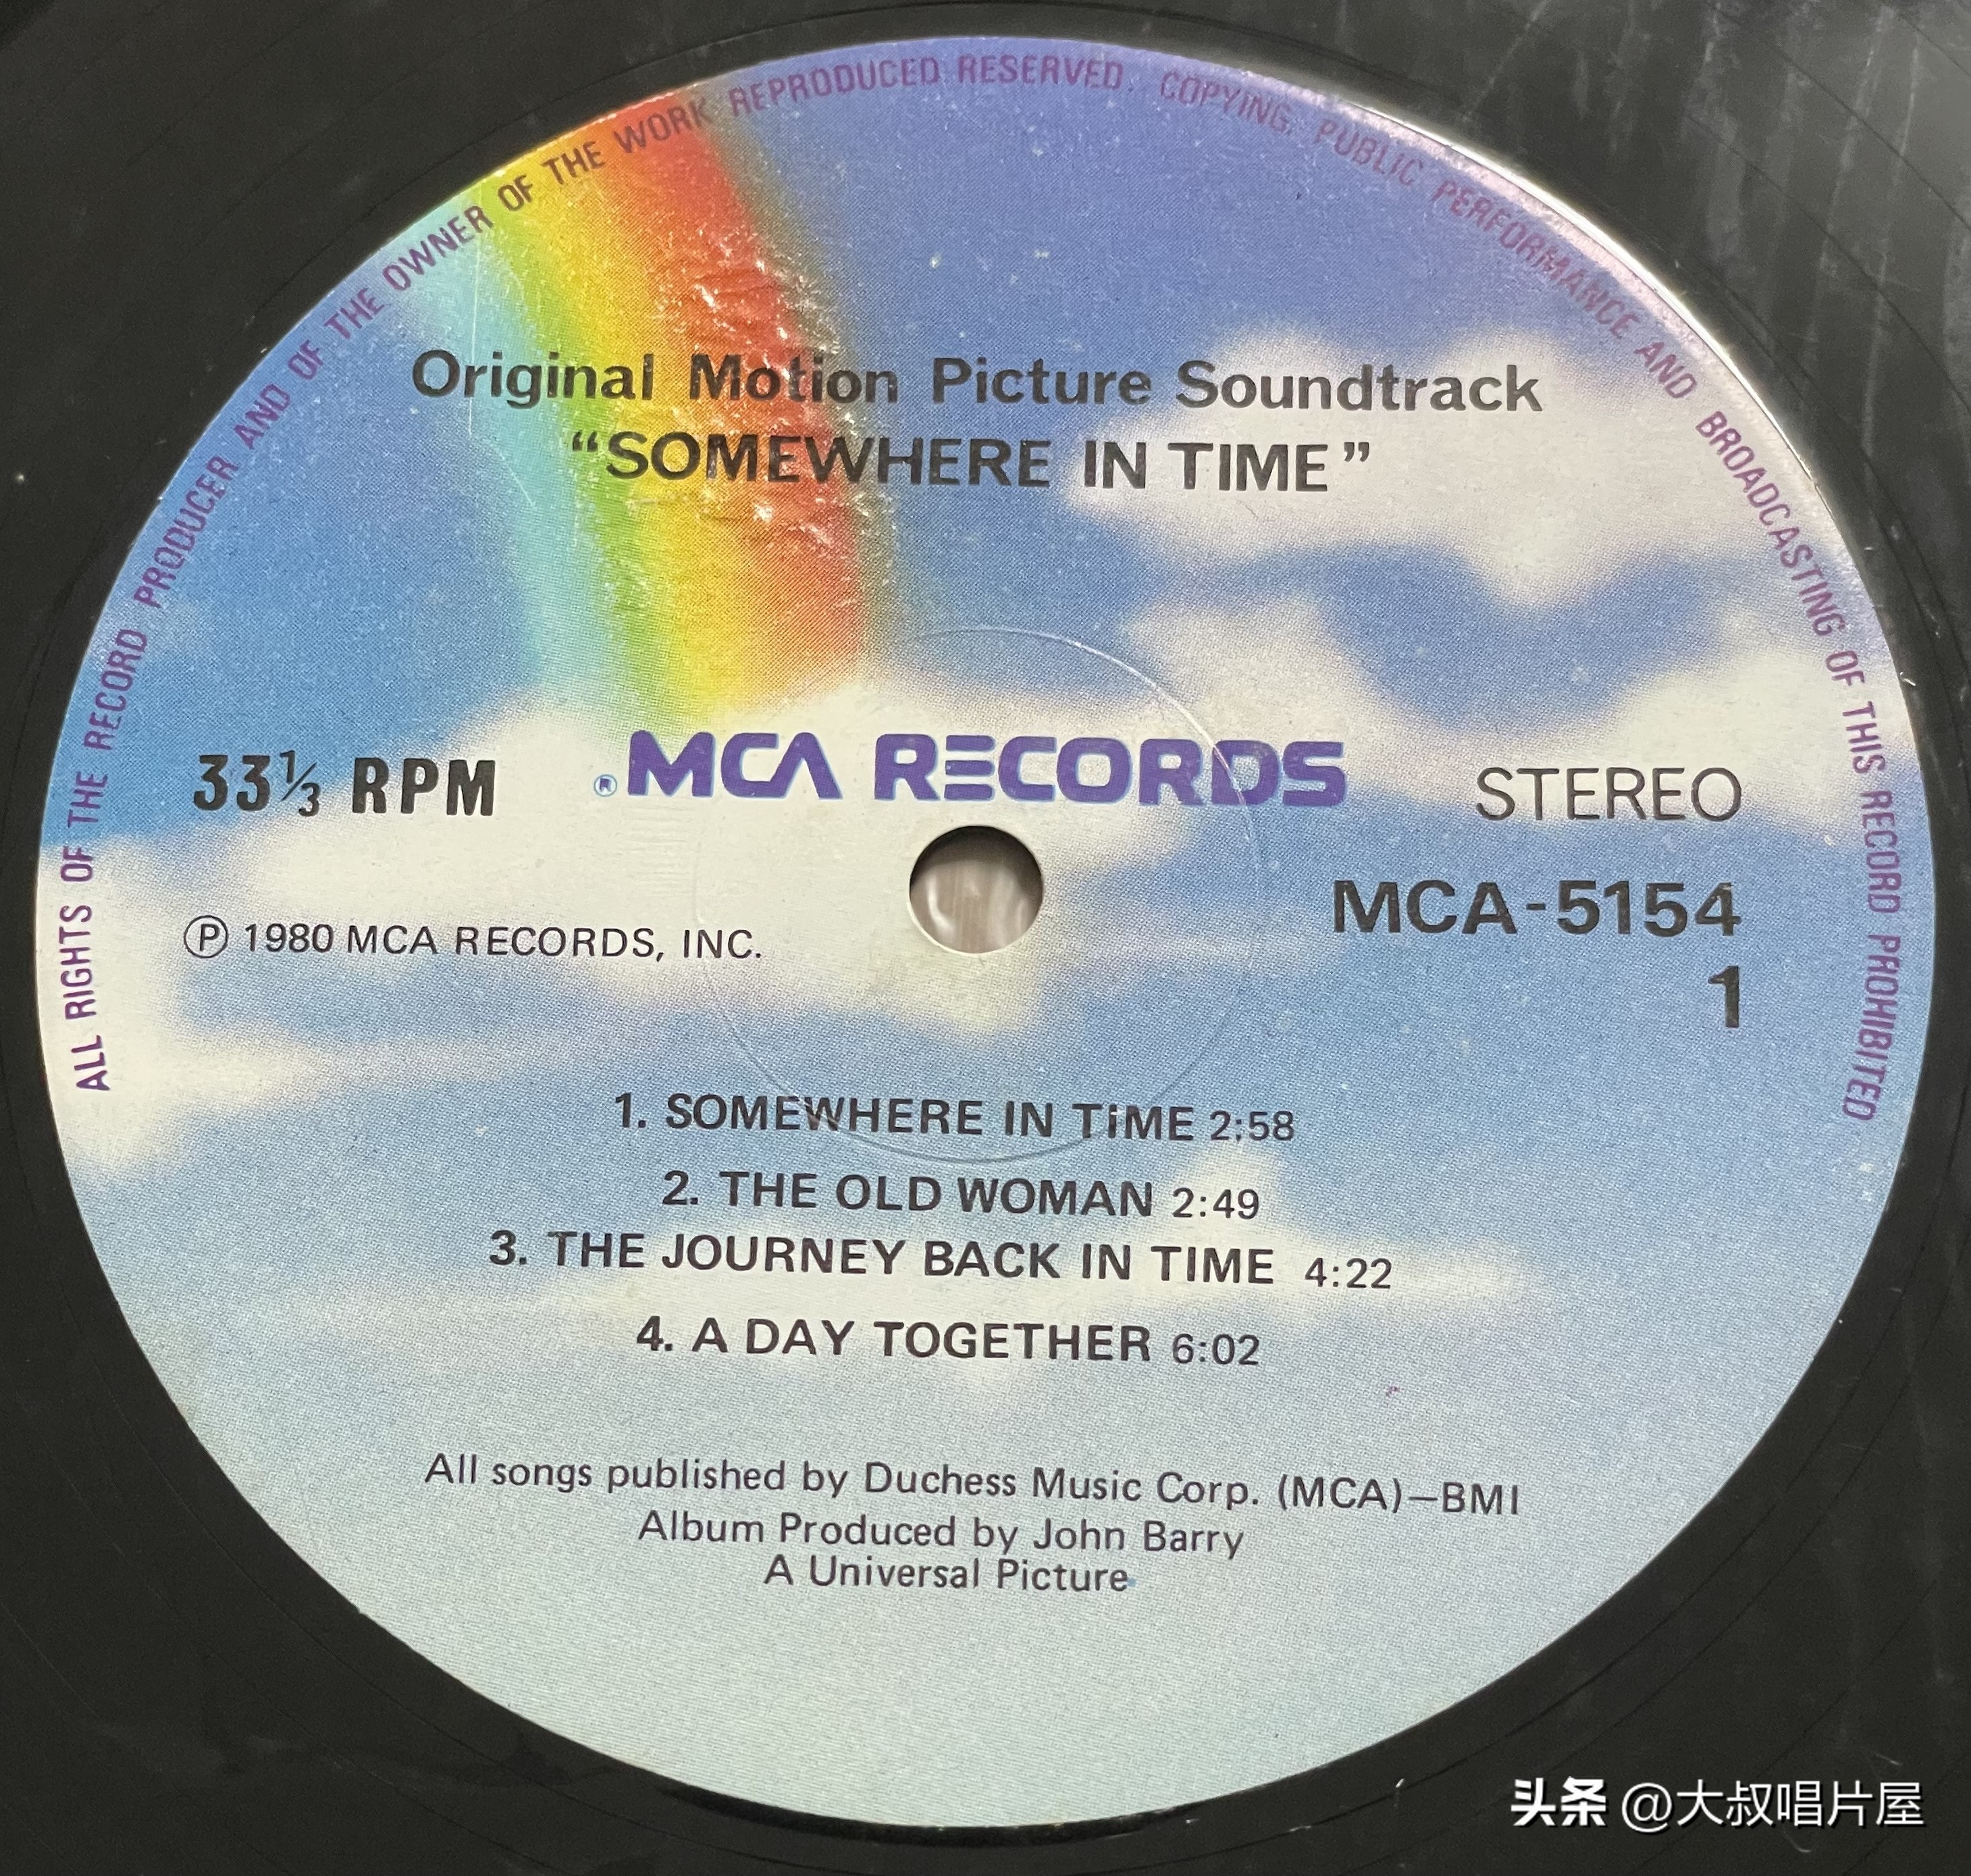 ALL RIGHTS OF THE RECORD PRODUCER AND OF THE OWNER OF THE WORK REPRODUCED RESERVED. COPYING, PUBLIC PERFORMANCE AND BROADCASTING OF THIS RECORD PROHIBITED
Original Motion Picture Soundtrack
“SOMEWHERE IN TIME”
33⅓ RPM
® MCA RECORDS
STEREO
MCA-5154
℗ 1980 MCA RECORDS, INC.
1
1. SOMEWHERE IN TiME 2:58
2. THE OLD WOMAN 2:49
3. THE JOURNEY BACK IN TIME 4:22
4. A DAY TOGETHER 6:02
All songs published by Duchess Music Corp. (MCA)—BMI
Album Produced by John Barry
A Universal Picture
头条 @大叔唱片屋